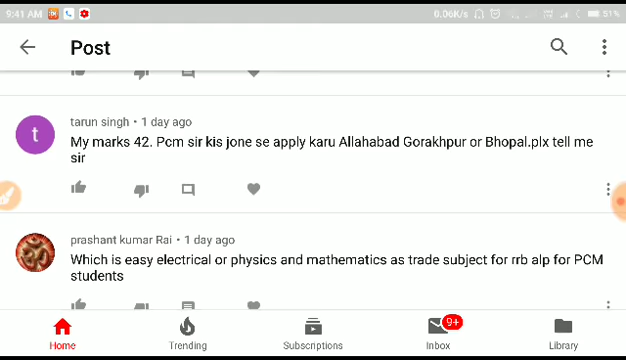 9:41 AM
0.06K/s
51%
Post
tarun singh • 1 day ago
My marks 42. Pcm sir kis jone se apply karu Allahabad Gorakhpur or Bhopal.plx tell me
sir
prashant kumar Rai • 1 day ago
Which is easy electrical or physics and mathematics as trade subject for rrb alp for PCM
students
9+
Home
Trending
Subscriptions
Inbox
Library